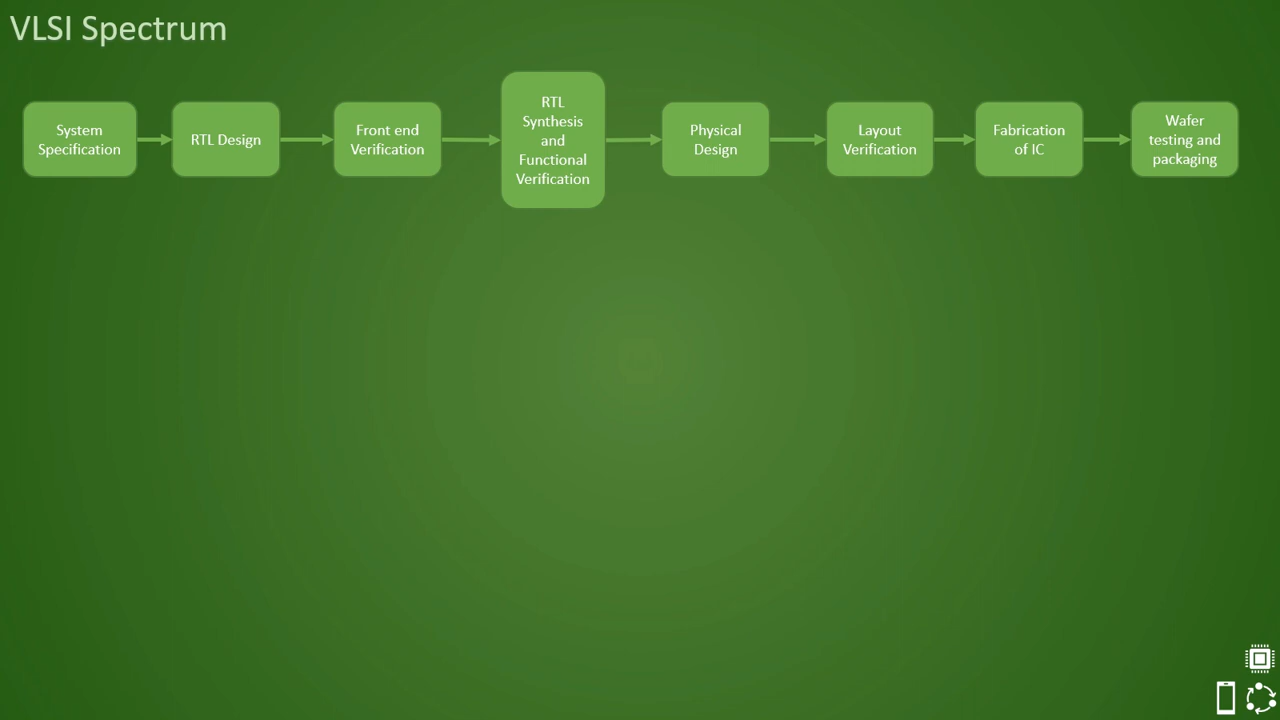 VLSI Spectrum
System
Specification
RTL Design
Front end
Verification
RTL
Synthesis
and
Functional
Verification
Physical
Design
Layout
Verification
Fabrication
of IC
Wafer
testing and
packaging